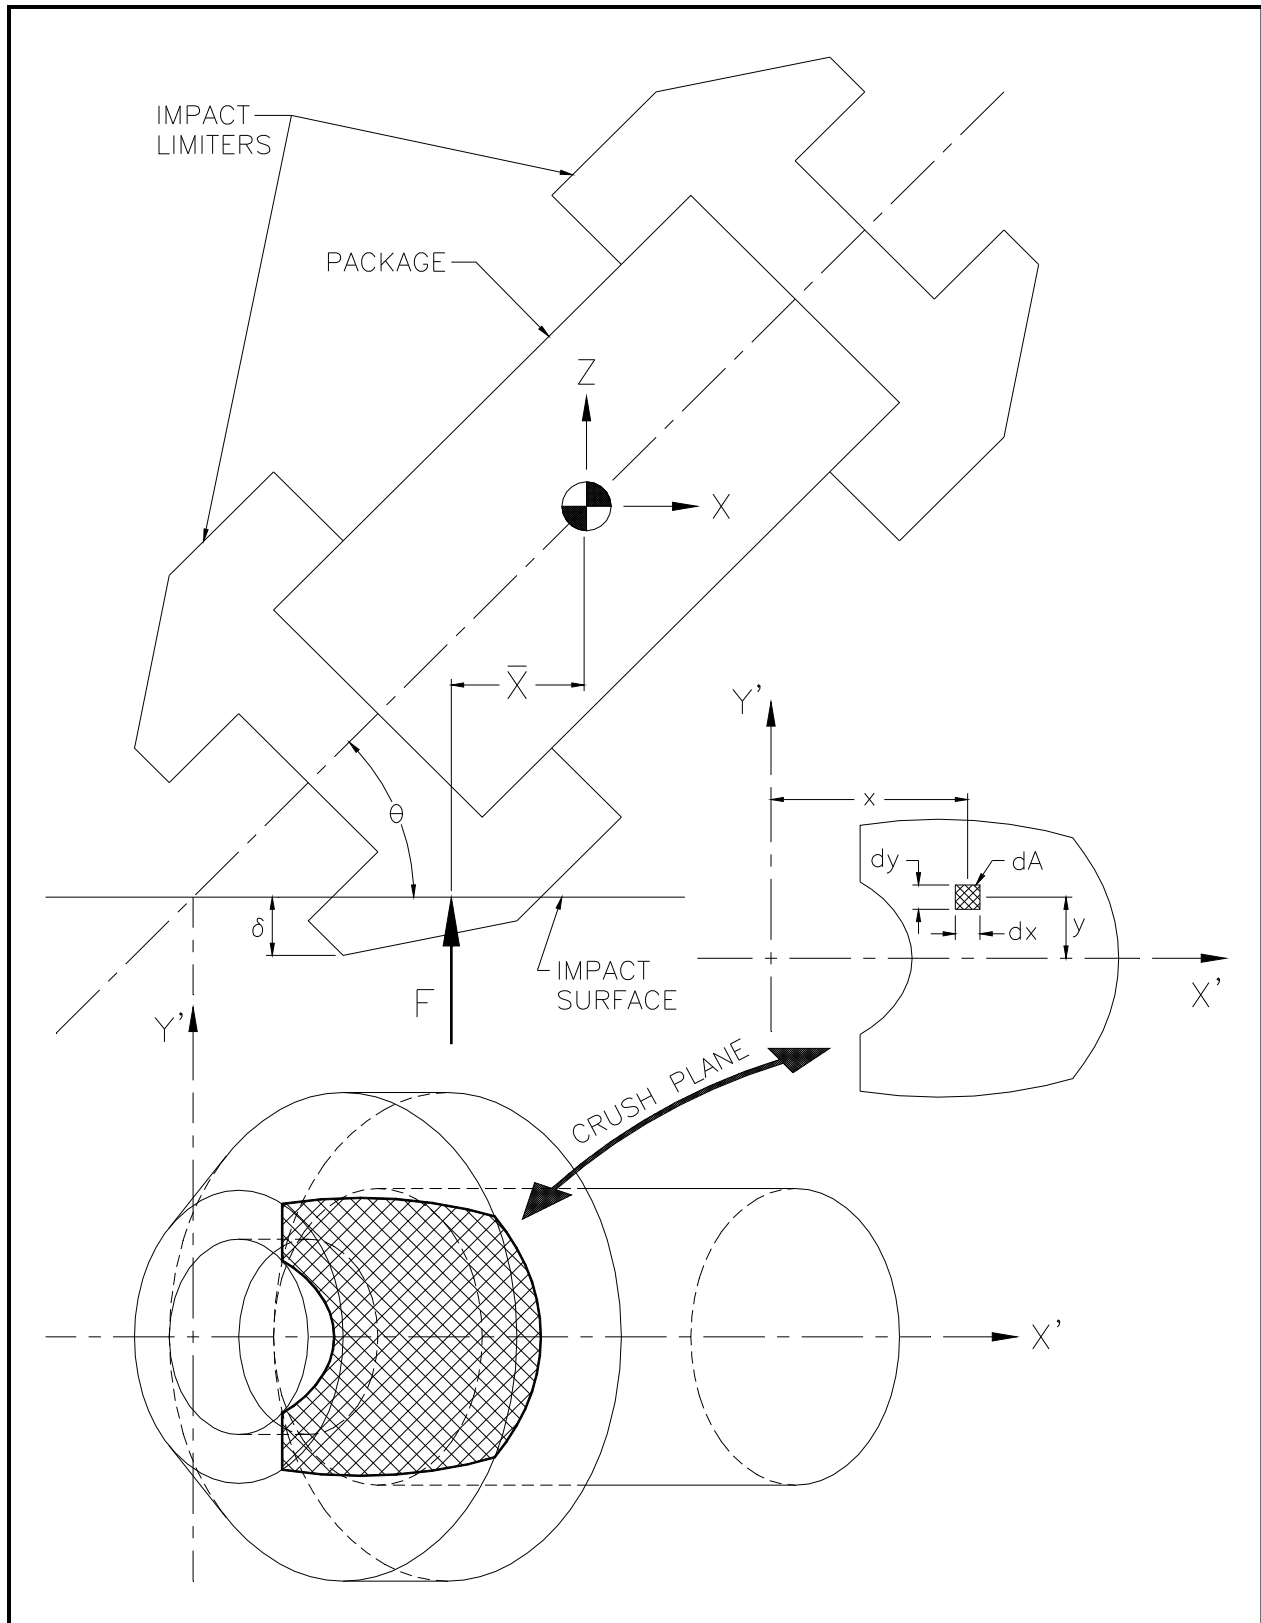 IMPACT
LIMITERS
PACKAGE
Z
X
X̅
θ
δ
F
IMPACT
SURFACE
Y'
x
dy
dA
dx
y
X'
CRUSH PLANE
Y'
X'